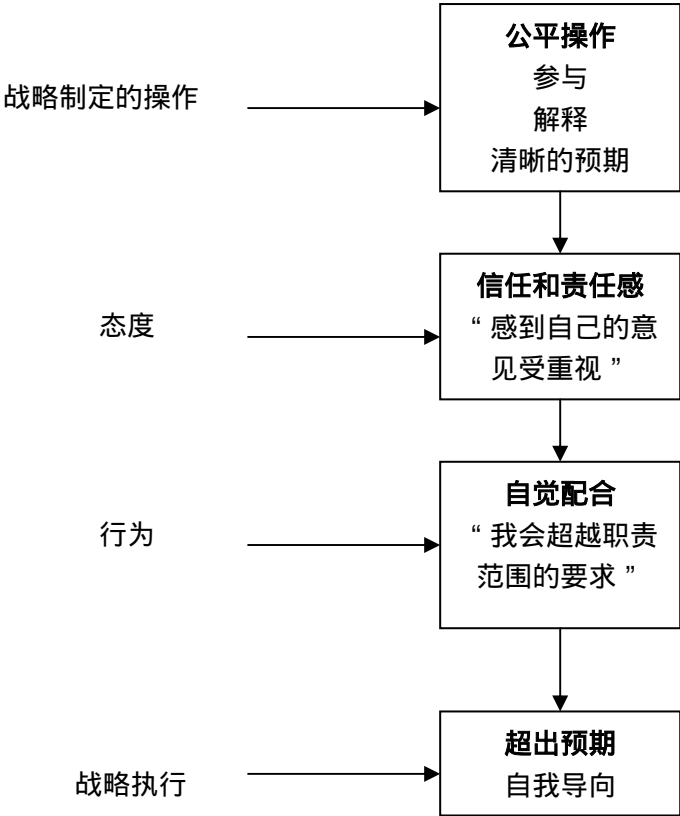 公平操作
参与
解释
清晰的预期
战略制定的操作
信任和责任感
“ 感到自己的意
见受重视 ”
态度
自觉配合
“ 我会超越职责
范围的要求 ”
行为
超出预期
自我导向
战略执行